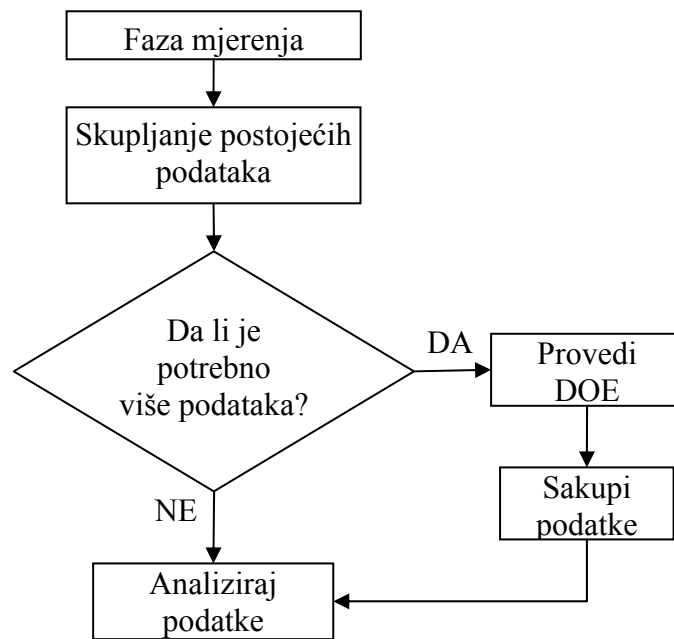 Faza mjerenja
Skupljanje postojećih
podataka
Da li je
potrebno
više podataka?
DA
Provedi
DOE
NE
Sakupi
podatke
Analiziraj
podatke